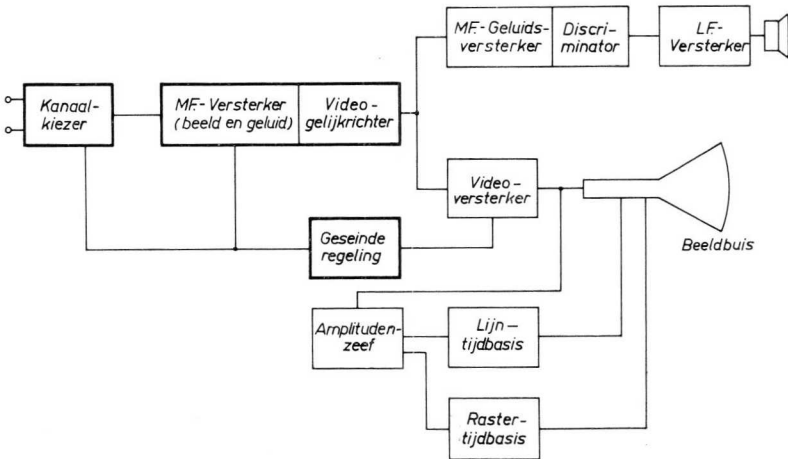 MF.-Geluids-
versterker
Discri-
minator
LF.-
Versterker
Kanaal-
kiezer
MF.-Versterker
(beeld en geluid)
Video-
gelijkrichter
Video-
versterker
Beeldbuis
Geseinde
regeling
Amplituden-
zeef
Lijn-
tijdbasis
Raster-
tijdbasis